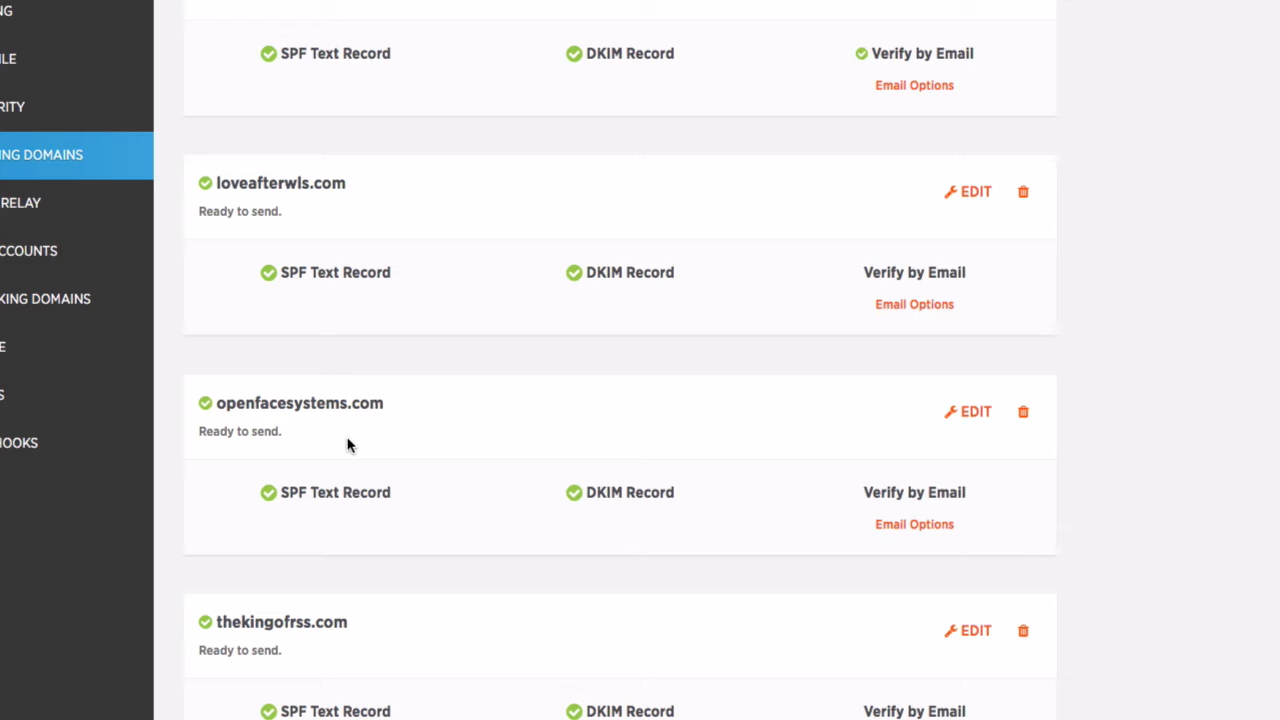 NG
LE
RITY
ING DOMAINS
RELAY
CCOUNTS
KING DOMAINS
E
S
HOOKS
SPF Text Record
DKIM Record
Verify by Email
Email Options
loveafterwls.com
EDIT
Ready to send.
SPF Text Record
DKIM Record
Verify by Email
Email Options
openfacesystems.com
EDIT
Ready to send.
SPF Text Record
DKIM Record
Verify by Email
Email Options
thekingofrss.com
EDIT
Ready to send.
SPF Text Record
DKIM Record
Verify by Email